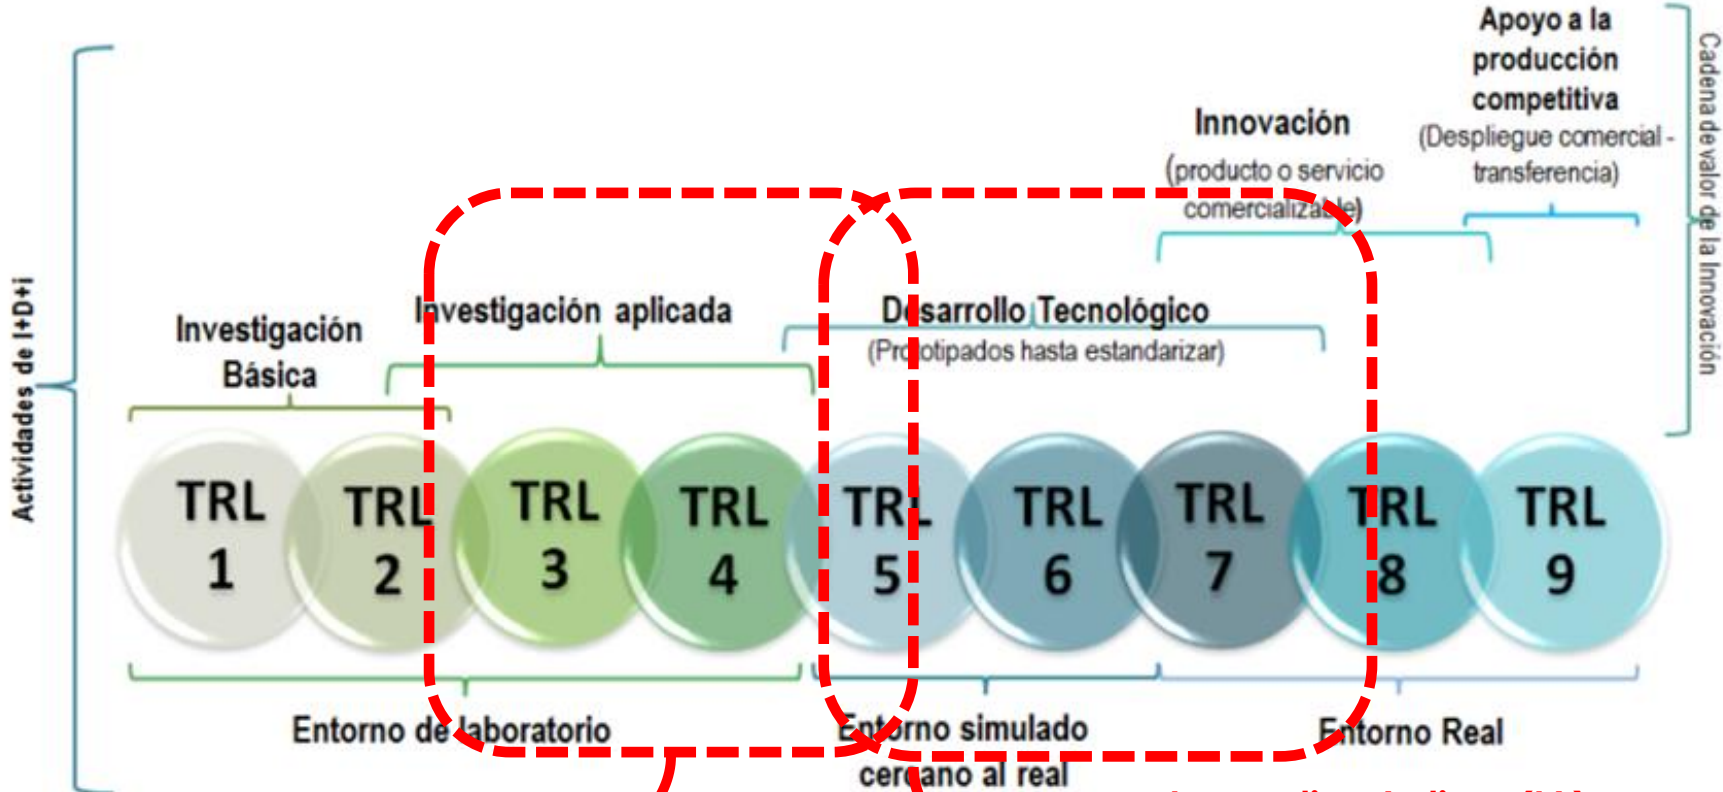 Actividades de I+D+i
Investigación
Básica
Investigación aplicada
Desarrollo Tecnológico
(Prototipados hasta estandarizar)
Innovación
(producto o servicio
comercializable)
Apoyo a la
producción
competitiva
(Despliegue comercial -
transferencia)
Cadena de valor de la Innovación
TRL
1
TRL
2
TRL
3
TRL
4
TRL
5
TRL
6
TRL
7
TRL
8
TRL
9
Entorno de laboratorio
Entorno simulado
cercano al real
Entorno Real